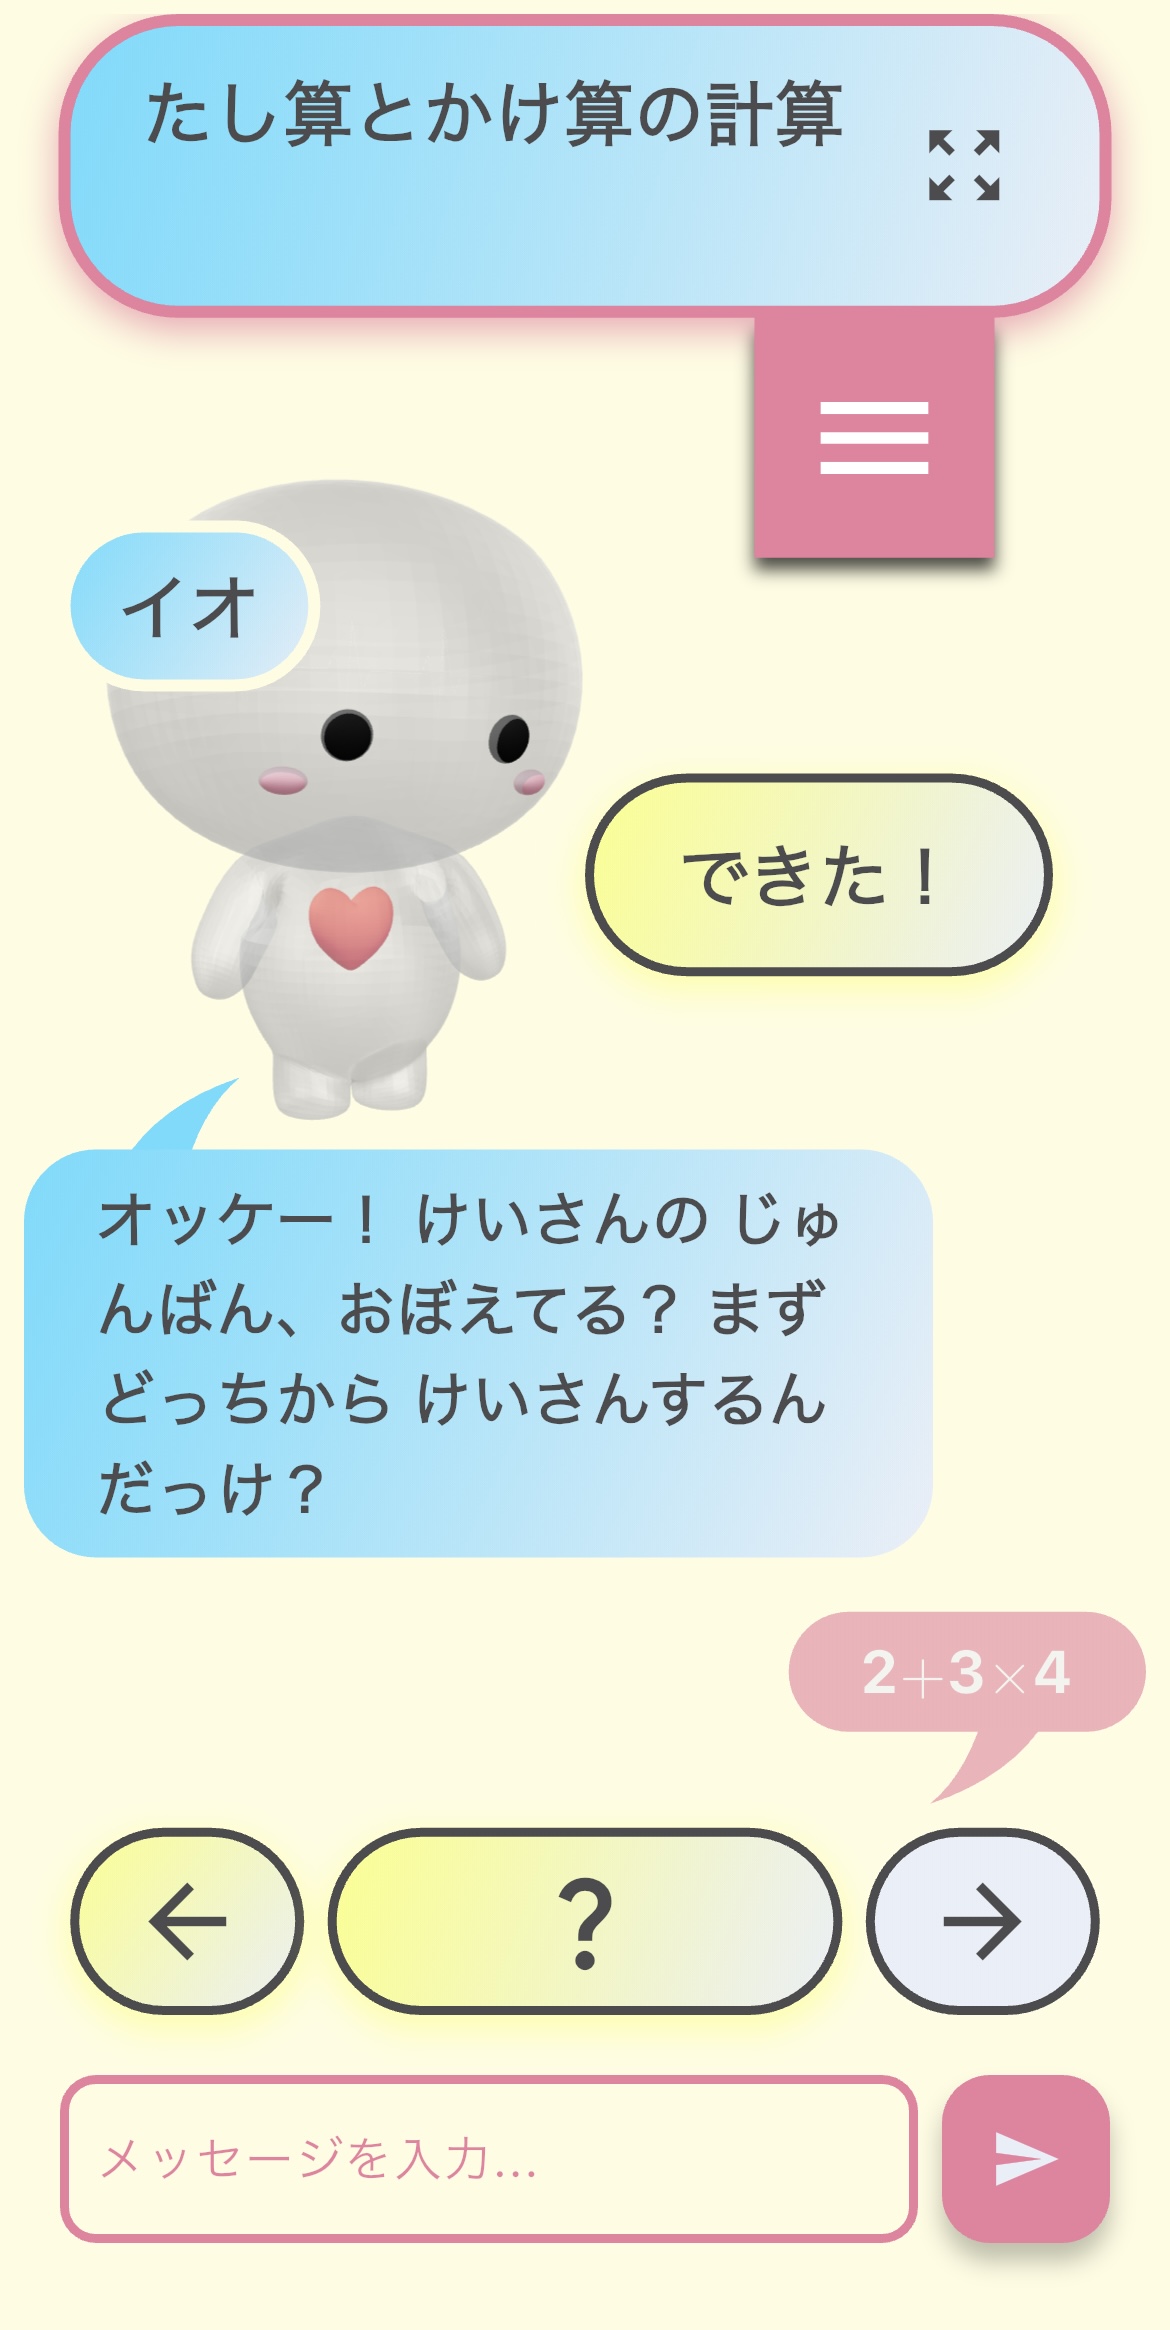 たし算とかけ算の計算
イオ
できた！
オッケー！ けいさんの じゅ
んばん、おぼえてる？ まず
どっちから けいさんするん
だっけ？
2+3×4
?
メッセージを入力...